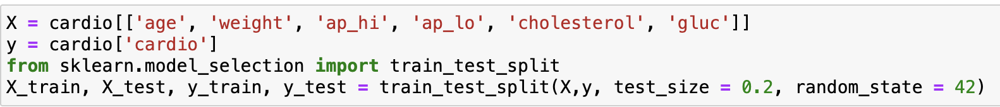 X = cardio[['age', 'weight', 'ap_hi', 'ap_lo', 'cholesterol', 'gluc']]
y = cardio['cardio']
from sklearn.model_selection import train_test_split
X_train, X_test, y_train, y_test = train_test_split(X,y, test_size = 0.2, random_state = 42)